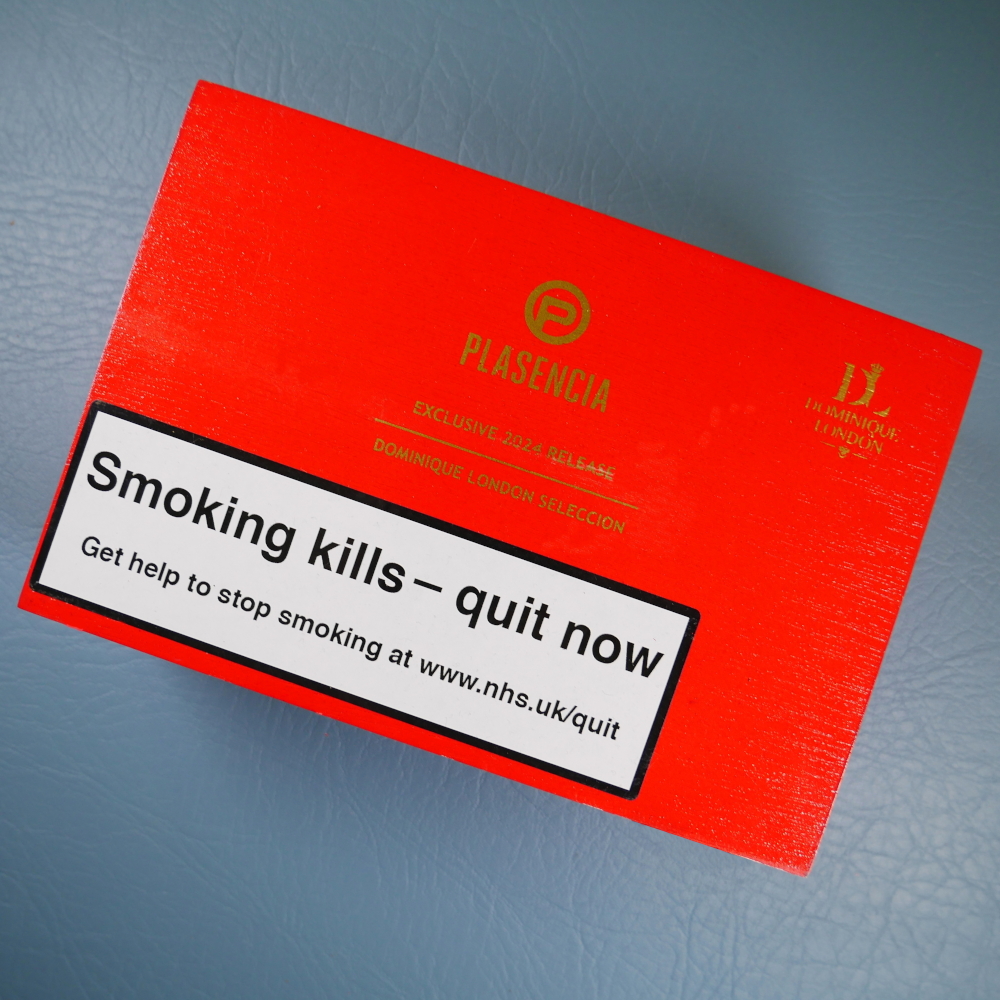 P
PLASENCIA
EXCLUSIVE 2024 RELEASE
DOMINIQUE LONDON SELECCION
DL
DOMINIQUE
LONDON
Smoking kills – quit now
Get help to stop smoking at www.nhs.uk/quit